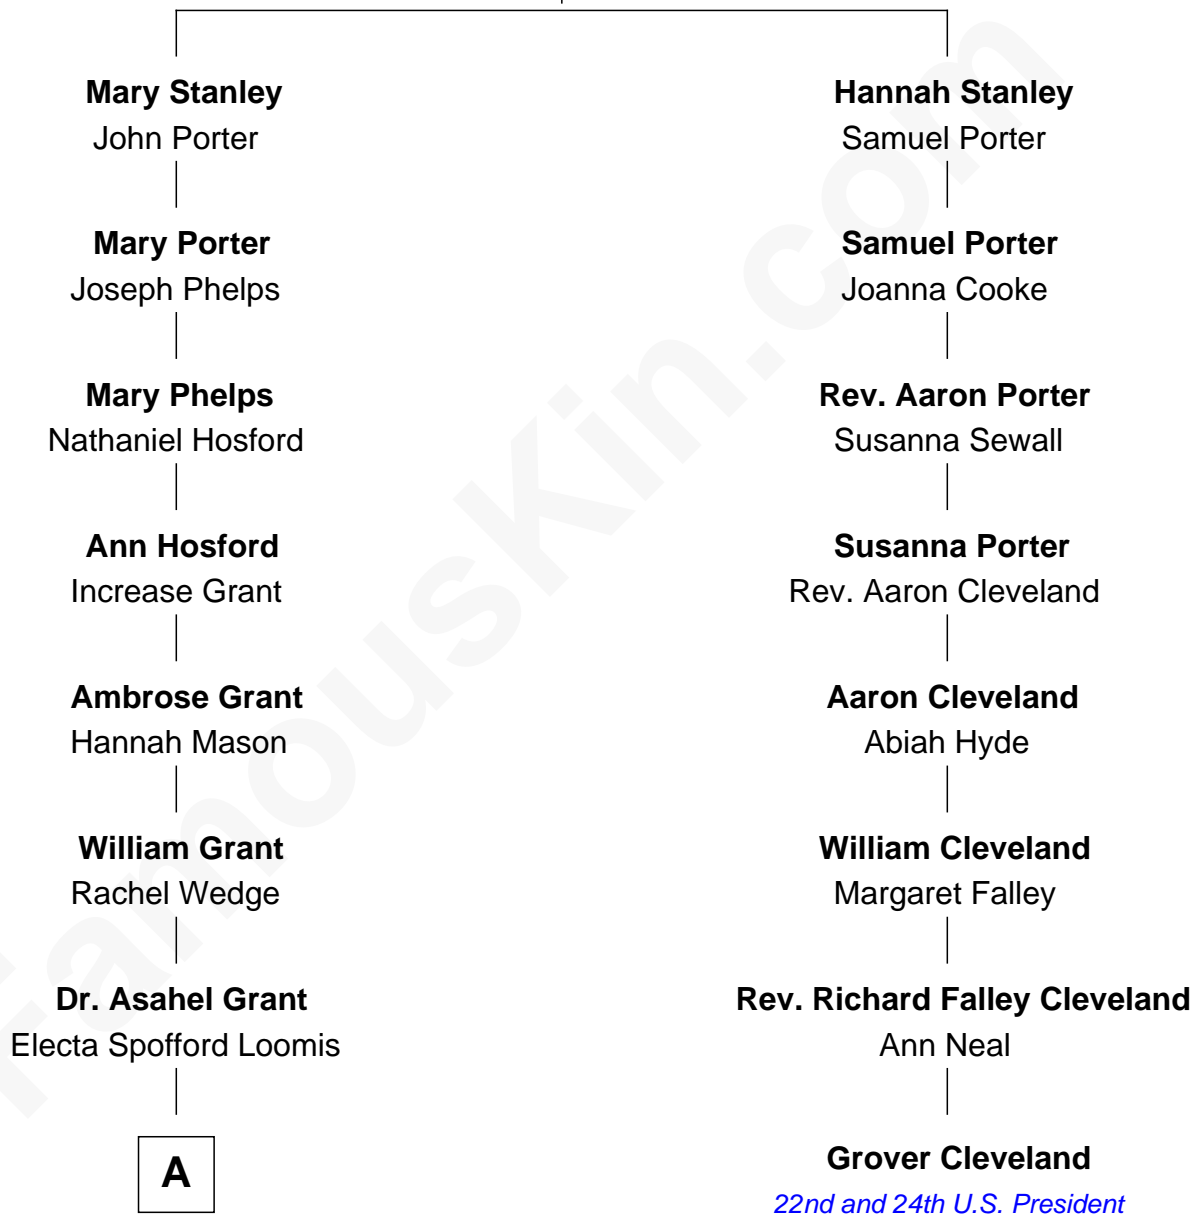 Mary Stanley
John Porter
Hannah Stanley
Samuel Porter
Mary Porter
Joseph Phelps
Samuel Porter
Joanna Cooke
Mary Phelps
Nathaniel Hosford
Rev. Aaron Porter
Susanna Sewall
Ann Hosford
Increase Grant
Susanna Porter
Rev. Aaron Cleveland
Ambrose Grant
Hannah Mason
Aaron Cleveland
Abiah Hyde
William Grant
Rachel Wedge
William Cleveland
Margaret Falley
Dr. Asahel Grant
Electa Spofford Loomis
Rev. Richard Falley Cleveland
Ann Neal
A
Grover Cleveland
22nd and 24th U.S. President
FamousKin.com